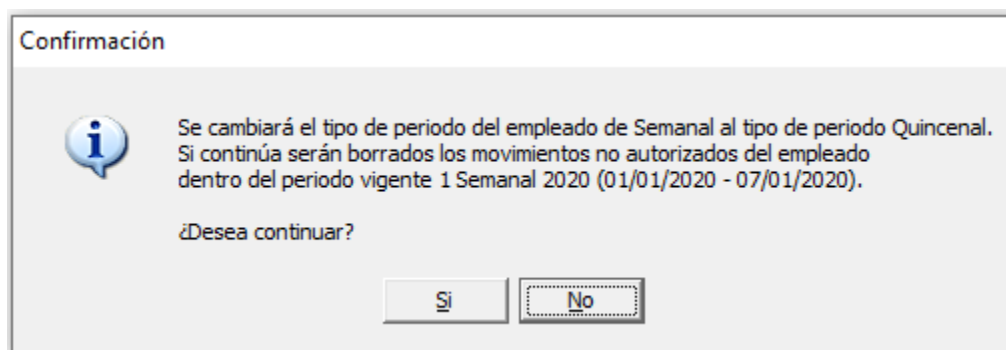 Confirmación
Se cambiará el tipo de periodo del empleado de Semanal al tipo de periodo Quincenal.
Si continúa serán borrados los movimientos no autorizados del empleado
dentro del periodo vigente 1 Semanal 2020 (01/01/2020 - 07/01/2020).
¿Desea continuar?
Si No